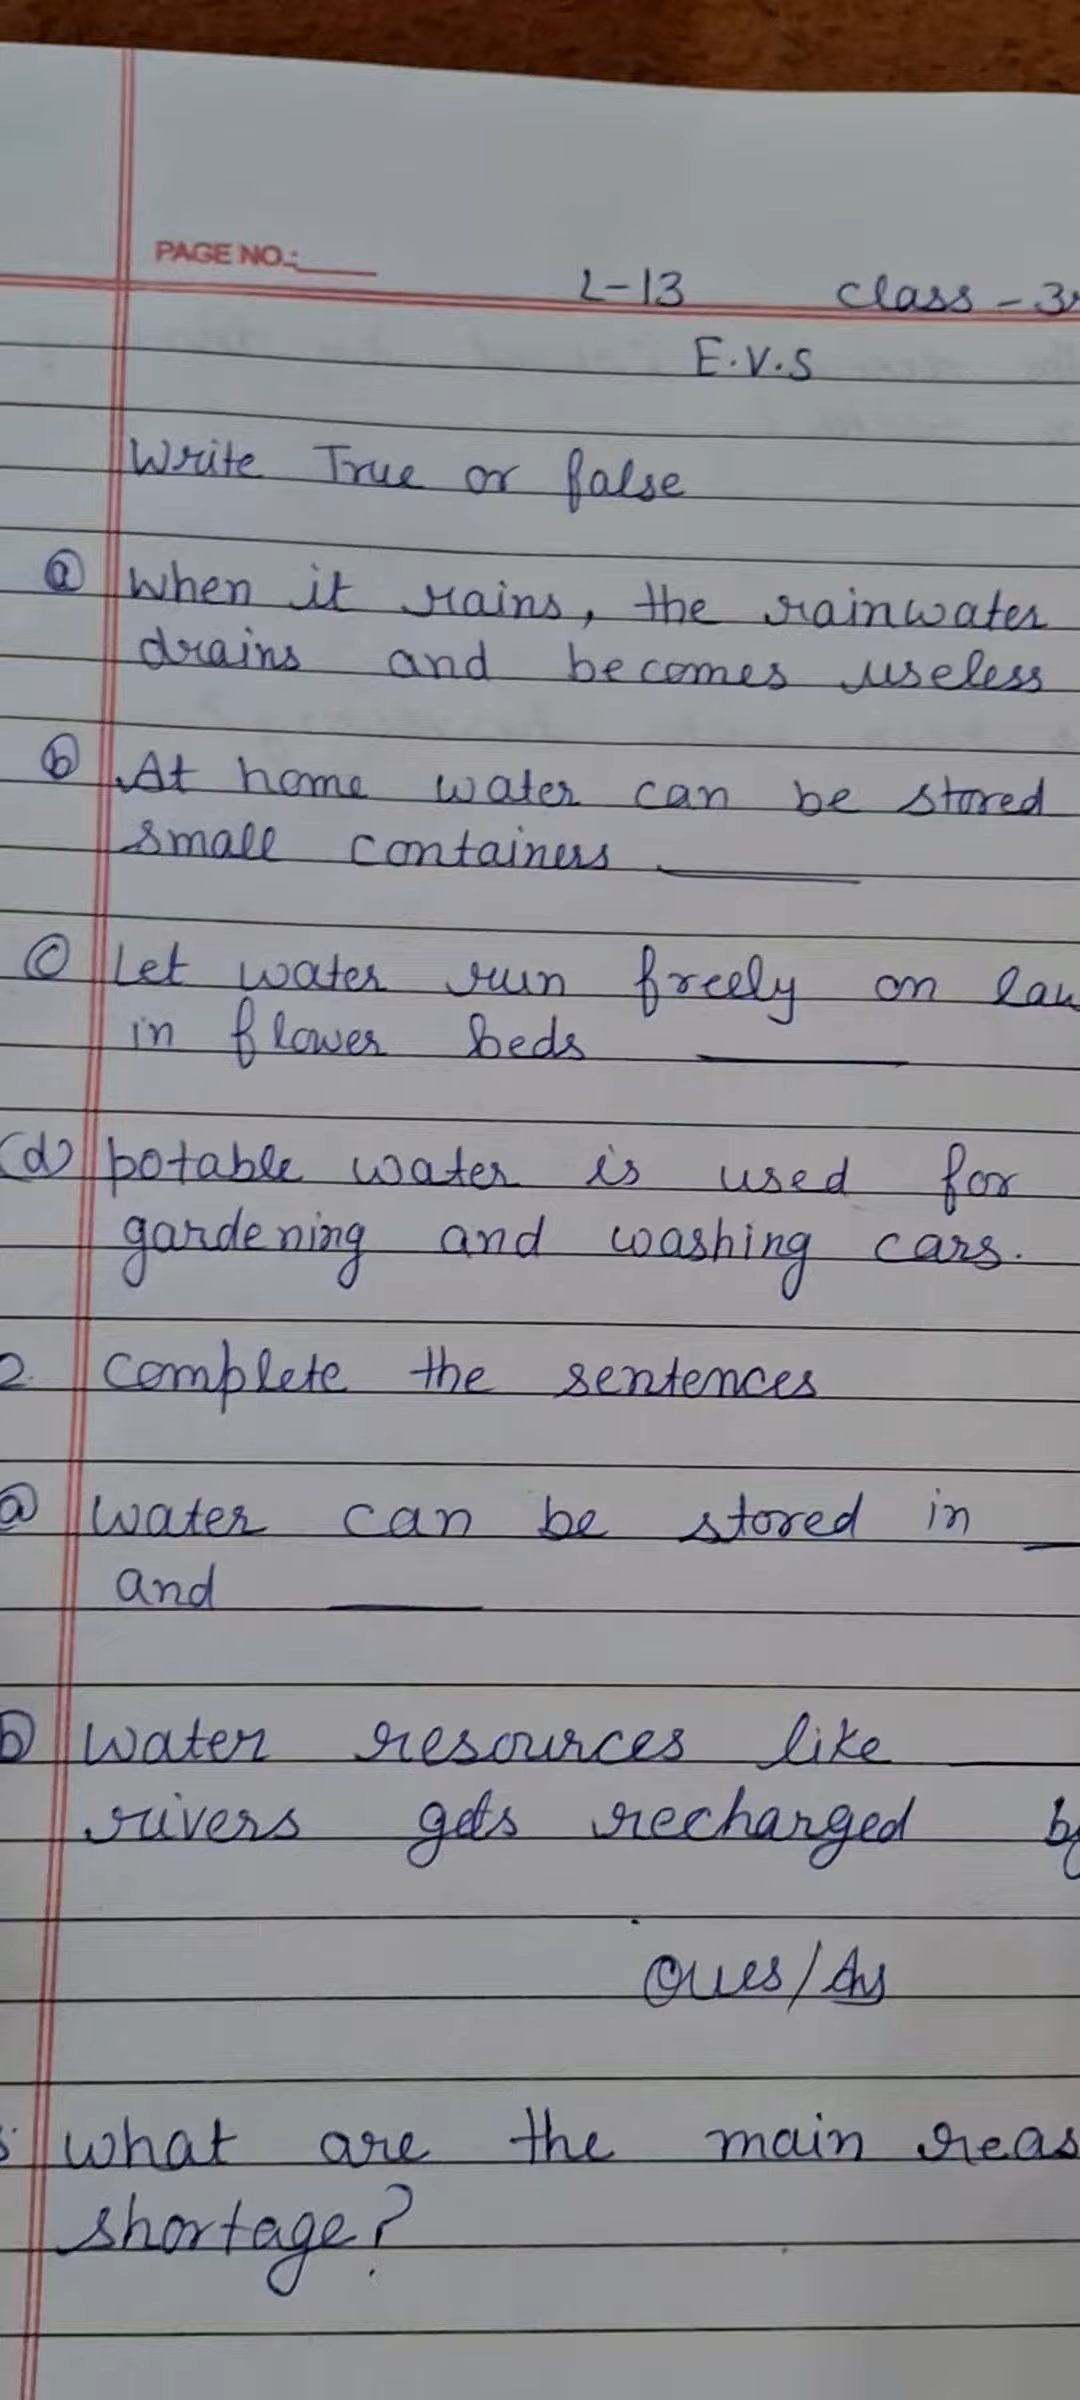 PAGE NO.:
L-13 Class - 3
E.V.S
Write True or false
(a) When it rains, the rainwater
drains and becomes useless
(b) At home water can be stored
small containers
(c) Let water run freely on
in flower beds
(d) potable water is used for
gardening and washing cars.
2. Complete the sentences
(a) Water can be stored in
and
(b) Water resources like
rivers gets recharged
Ques/Ans
What are the main
shortage?